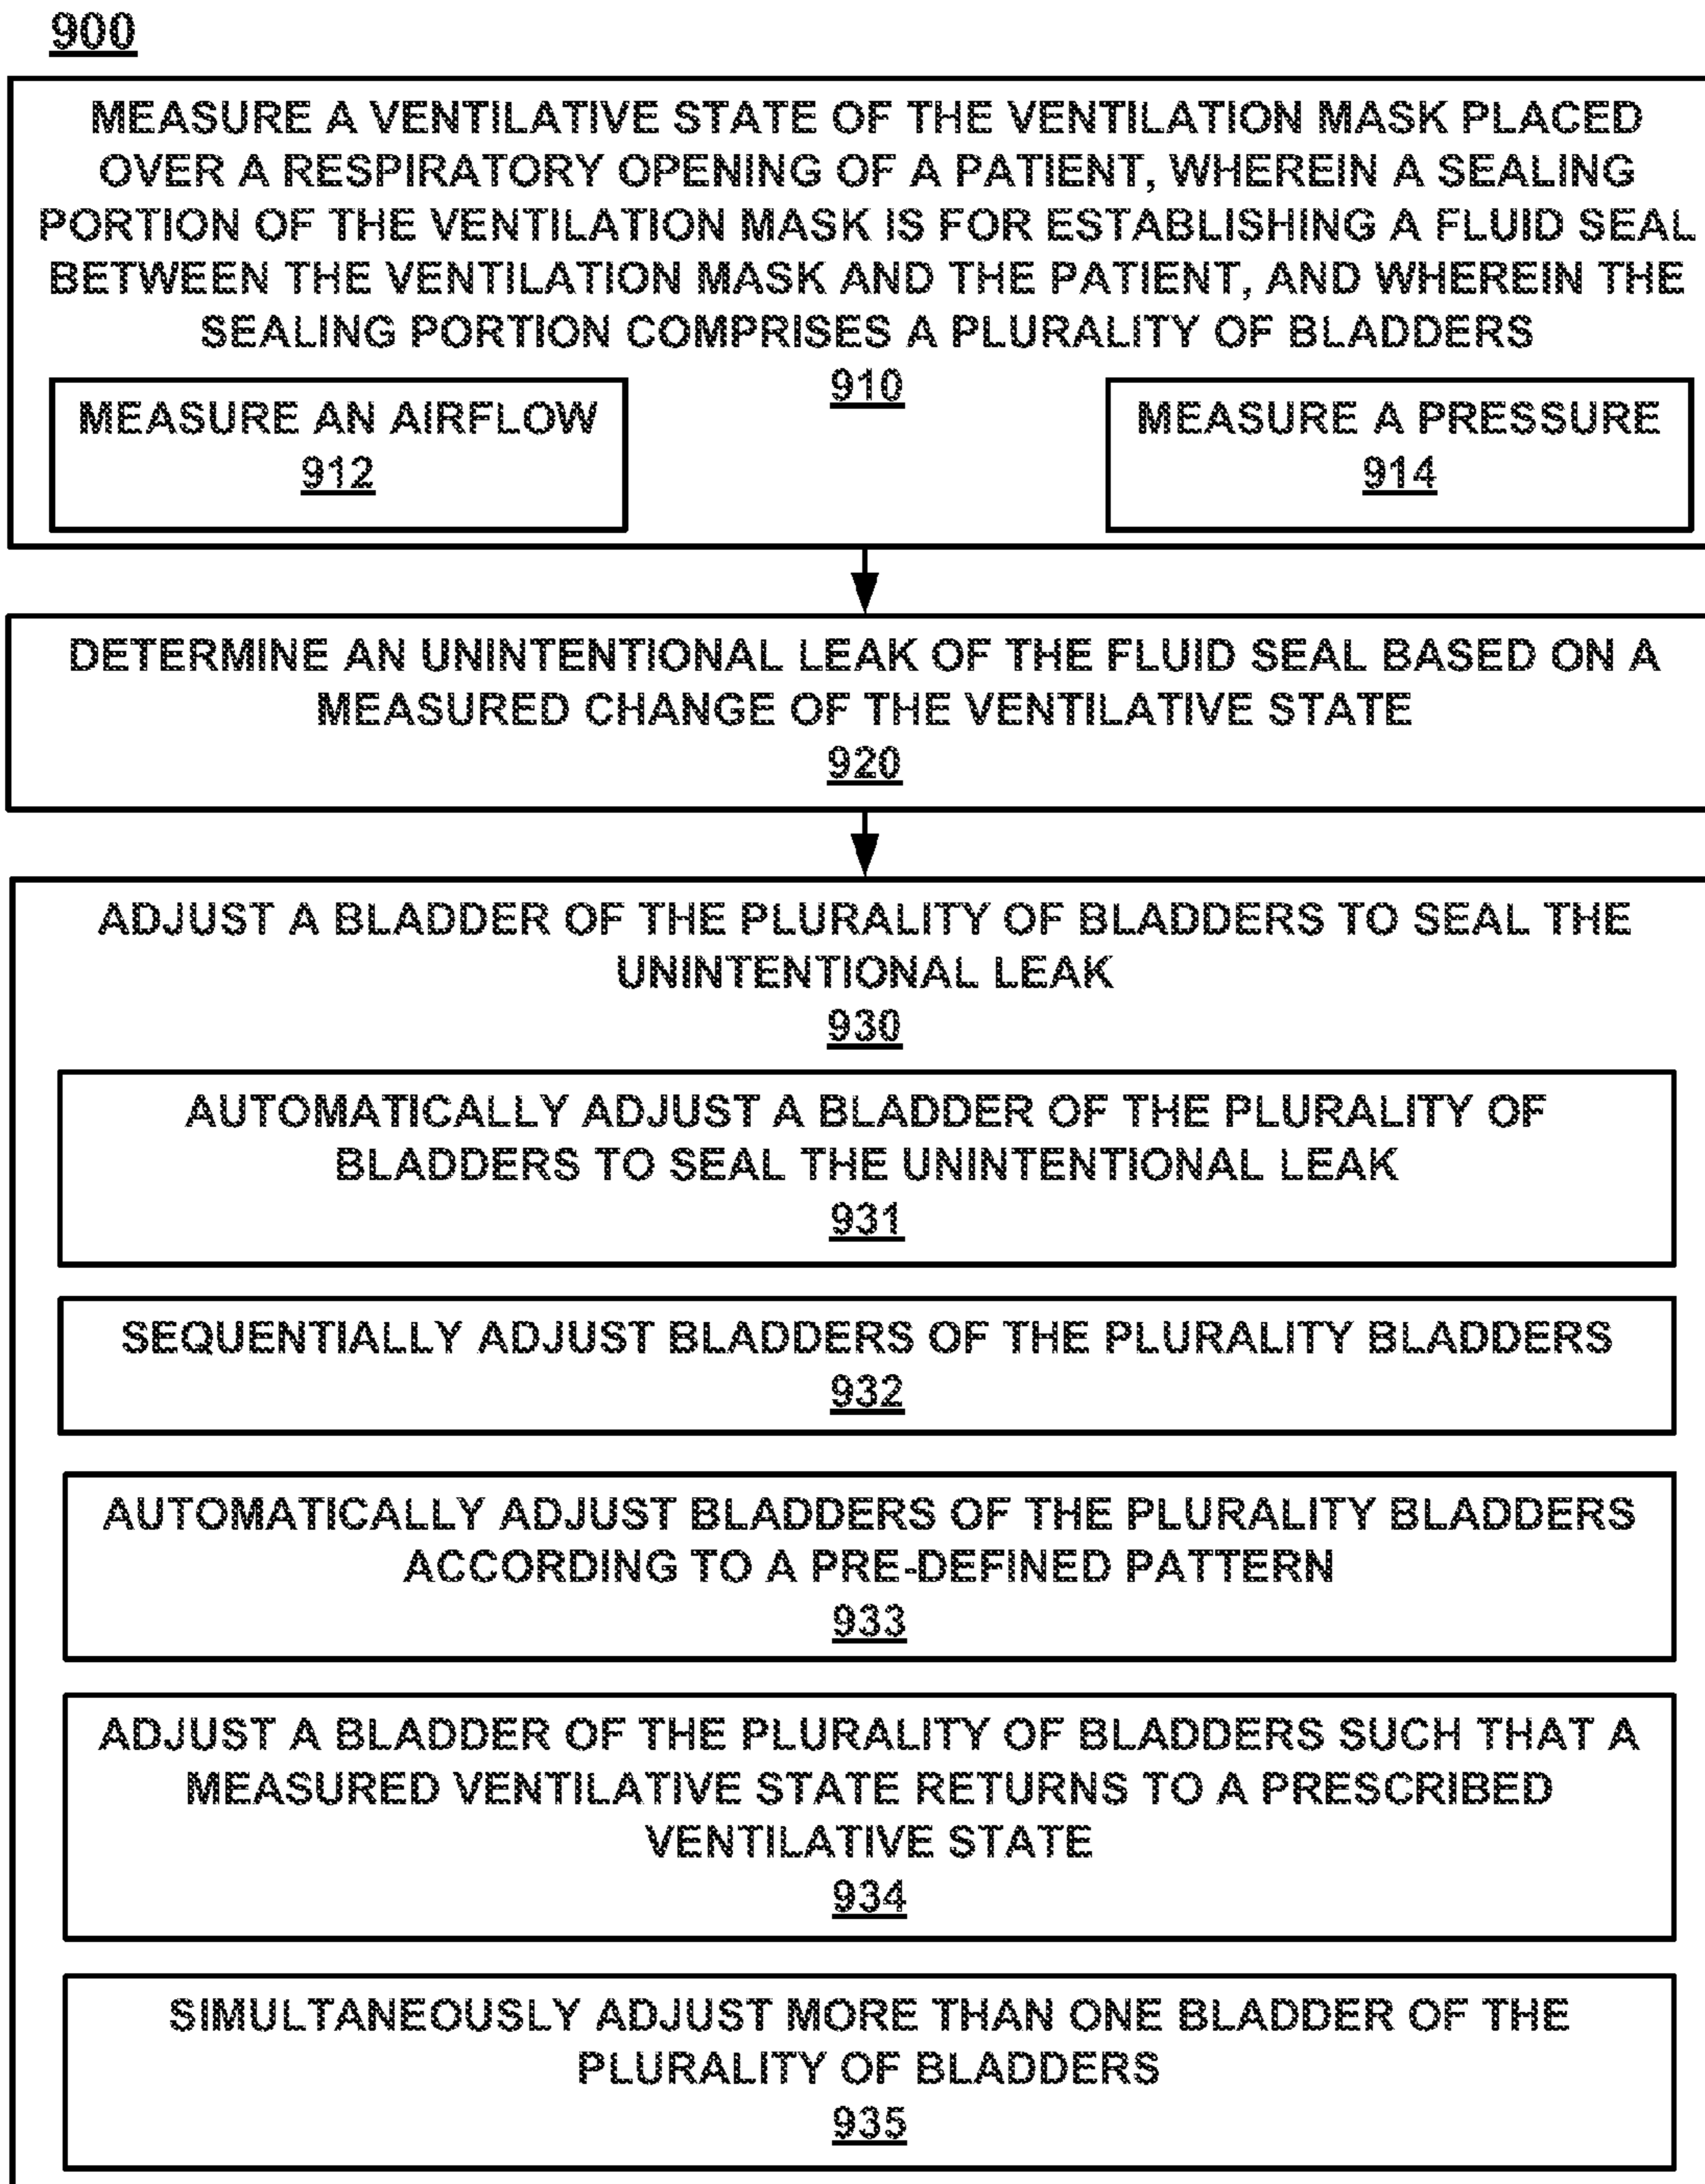 900
MEASURE A VENTILATIVE STATE OF THE VENTILATION MASK PLACED
OVER A RESPIRATORY OPENING OF A PATIENT, WHEREIN A SEALING
PORTION OF THE VENTILATION MASK IS FOR ESTABLISHING A FLUID SEAL
BETWEEN THE VENTILATION MASK AND THE PATIENT, AND WHEREIN THE
SEALING PORTION COMPRISES A PLURALITY OF BLADDERS
910
MEASURE AN AIRFLOW
912
MEASURE A PRESSURE
914
DETERMINE AN UNINTENTIONAL LEAK OF THE FLUID SEAL BASED ON A
MEASURED CHANGE OF THE VENTILATIVE STATE
920
ADJUST A BLADDER OF THE PLURALITY OF BLADDERS TO SEAL THE
UNINTENTIONAL LEAK
930
AUTOMATICALLY ADJUST A BLADDER OF THE PLURALITY OF
BLADDERS TO SEAL THE UNINTENTIONAL LEAK
931
SEQUENTIALLY ADJUST BLADDERS OF THE PLURALITY BLADDERS
932
AUTOMATICALLY ADJUST BLADDERS OF THE PLURALITY BLADDERS
ACCORDING TO A PRE-DEFINED PATTERN
933
ADJUST A BLADDER OF THE PLURALITY OF BLADDERS SUCH THAT A
MEASURED VENTILATIVE STATE RETURNS TO A PRESCRIBED
VENTILATIVE STATE
934
SIMULTANEOUSLY ADJUST MORE THAN ONE BLADDER OF THE
PLURALITY OF BLADDERS
935